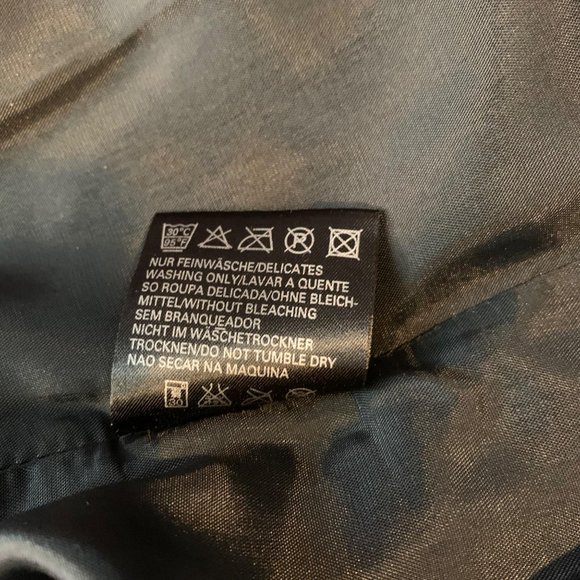 30°C
95°F
P
NUR FEINWÄSCHE/DELICATES
WASHING ONLY/LAVAR A QUENTE
SO ROUPA DELICADA/OHNE BLEICH-
MITTEL/WITHOUT BLEACHING
SEM BRANQUEADOR
NICHT IM WÄSCHETROCKNER
TROCKNEN/DO NOT TUMBLE DRY
NAO SECAR NA MAQUINA
30